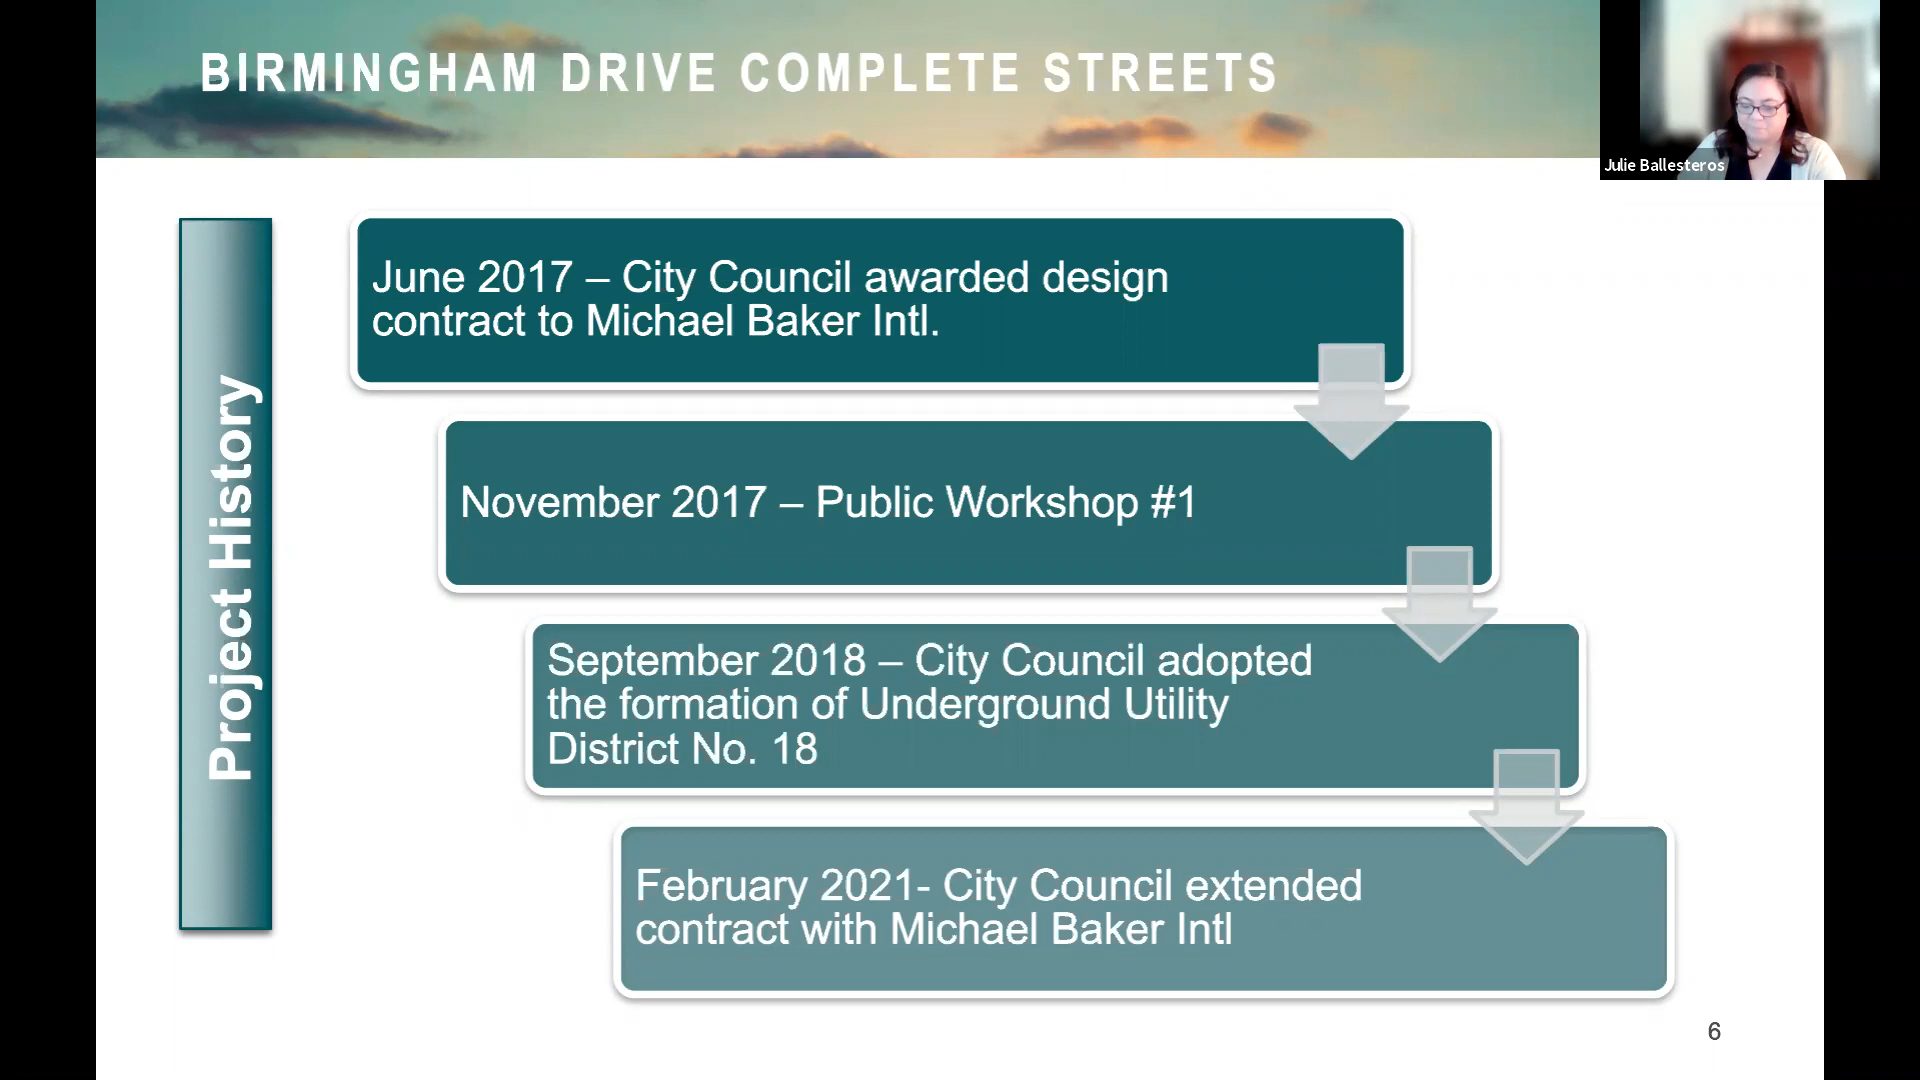 BIRMINGHAM DRIVE COMPLETE STREETS
Julie Ballesteros
Project History
June 2017 – City Council awarded design
contract to Michael Baker Intl.
November 2017 – Public Workshop #1
September 2018 – City Council adopted
the formation of Underground Utility
District No. 18
February 2021- City Council extended
contract with Michael Baker Intl
6